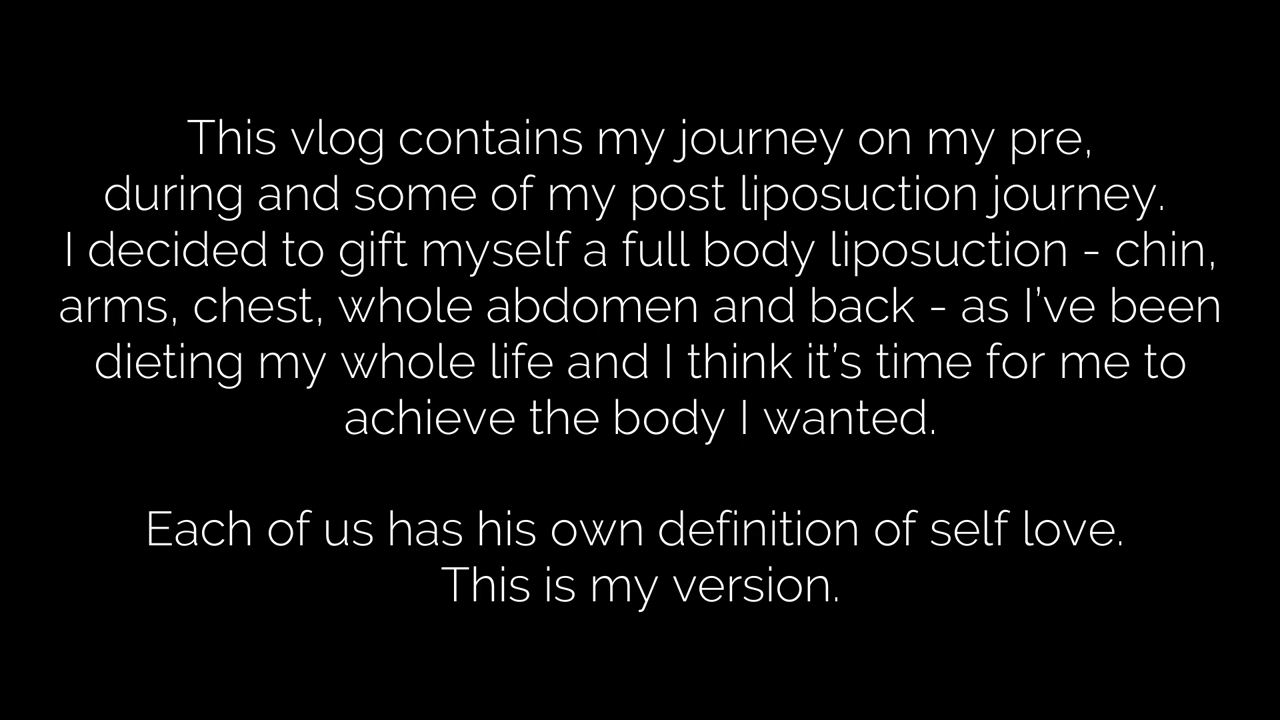 This vlog contains my journey on my pre,
during and some of my post liposuction journey.
I decided to gift myself a full body liposuction - chin,
arms, chest, whole abdomen and back - as I’ve been
dieting my whole life and I think it’s time for me to
achieve the body I wanted.
Each of us has his own definition of self love.
This is my version.